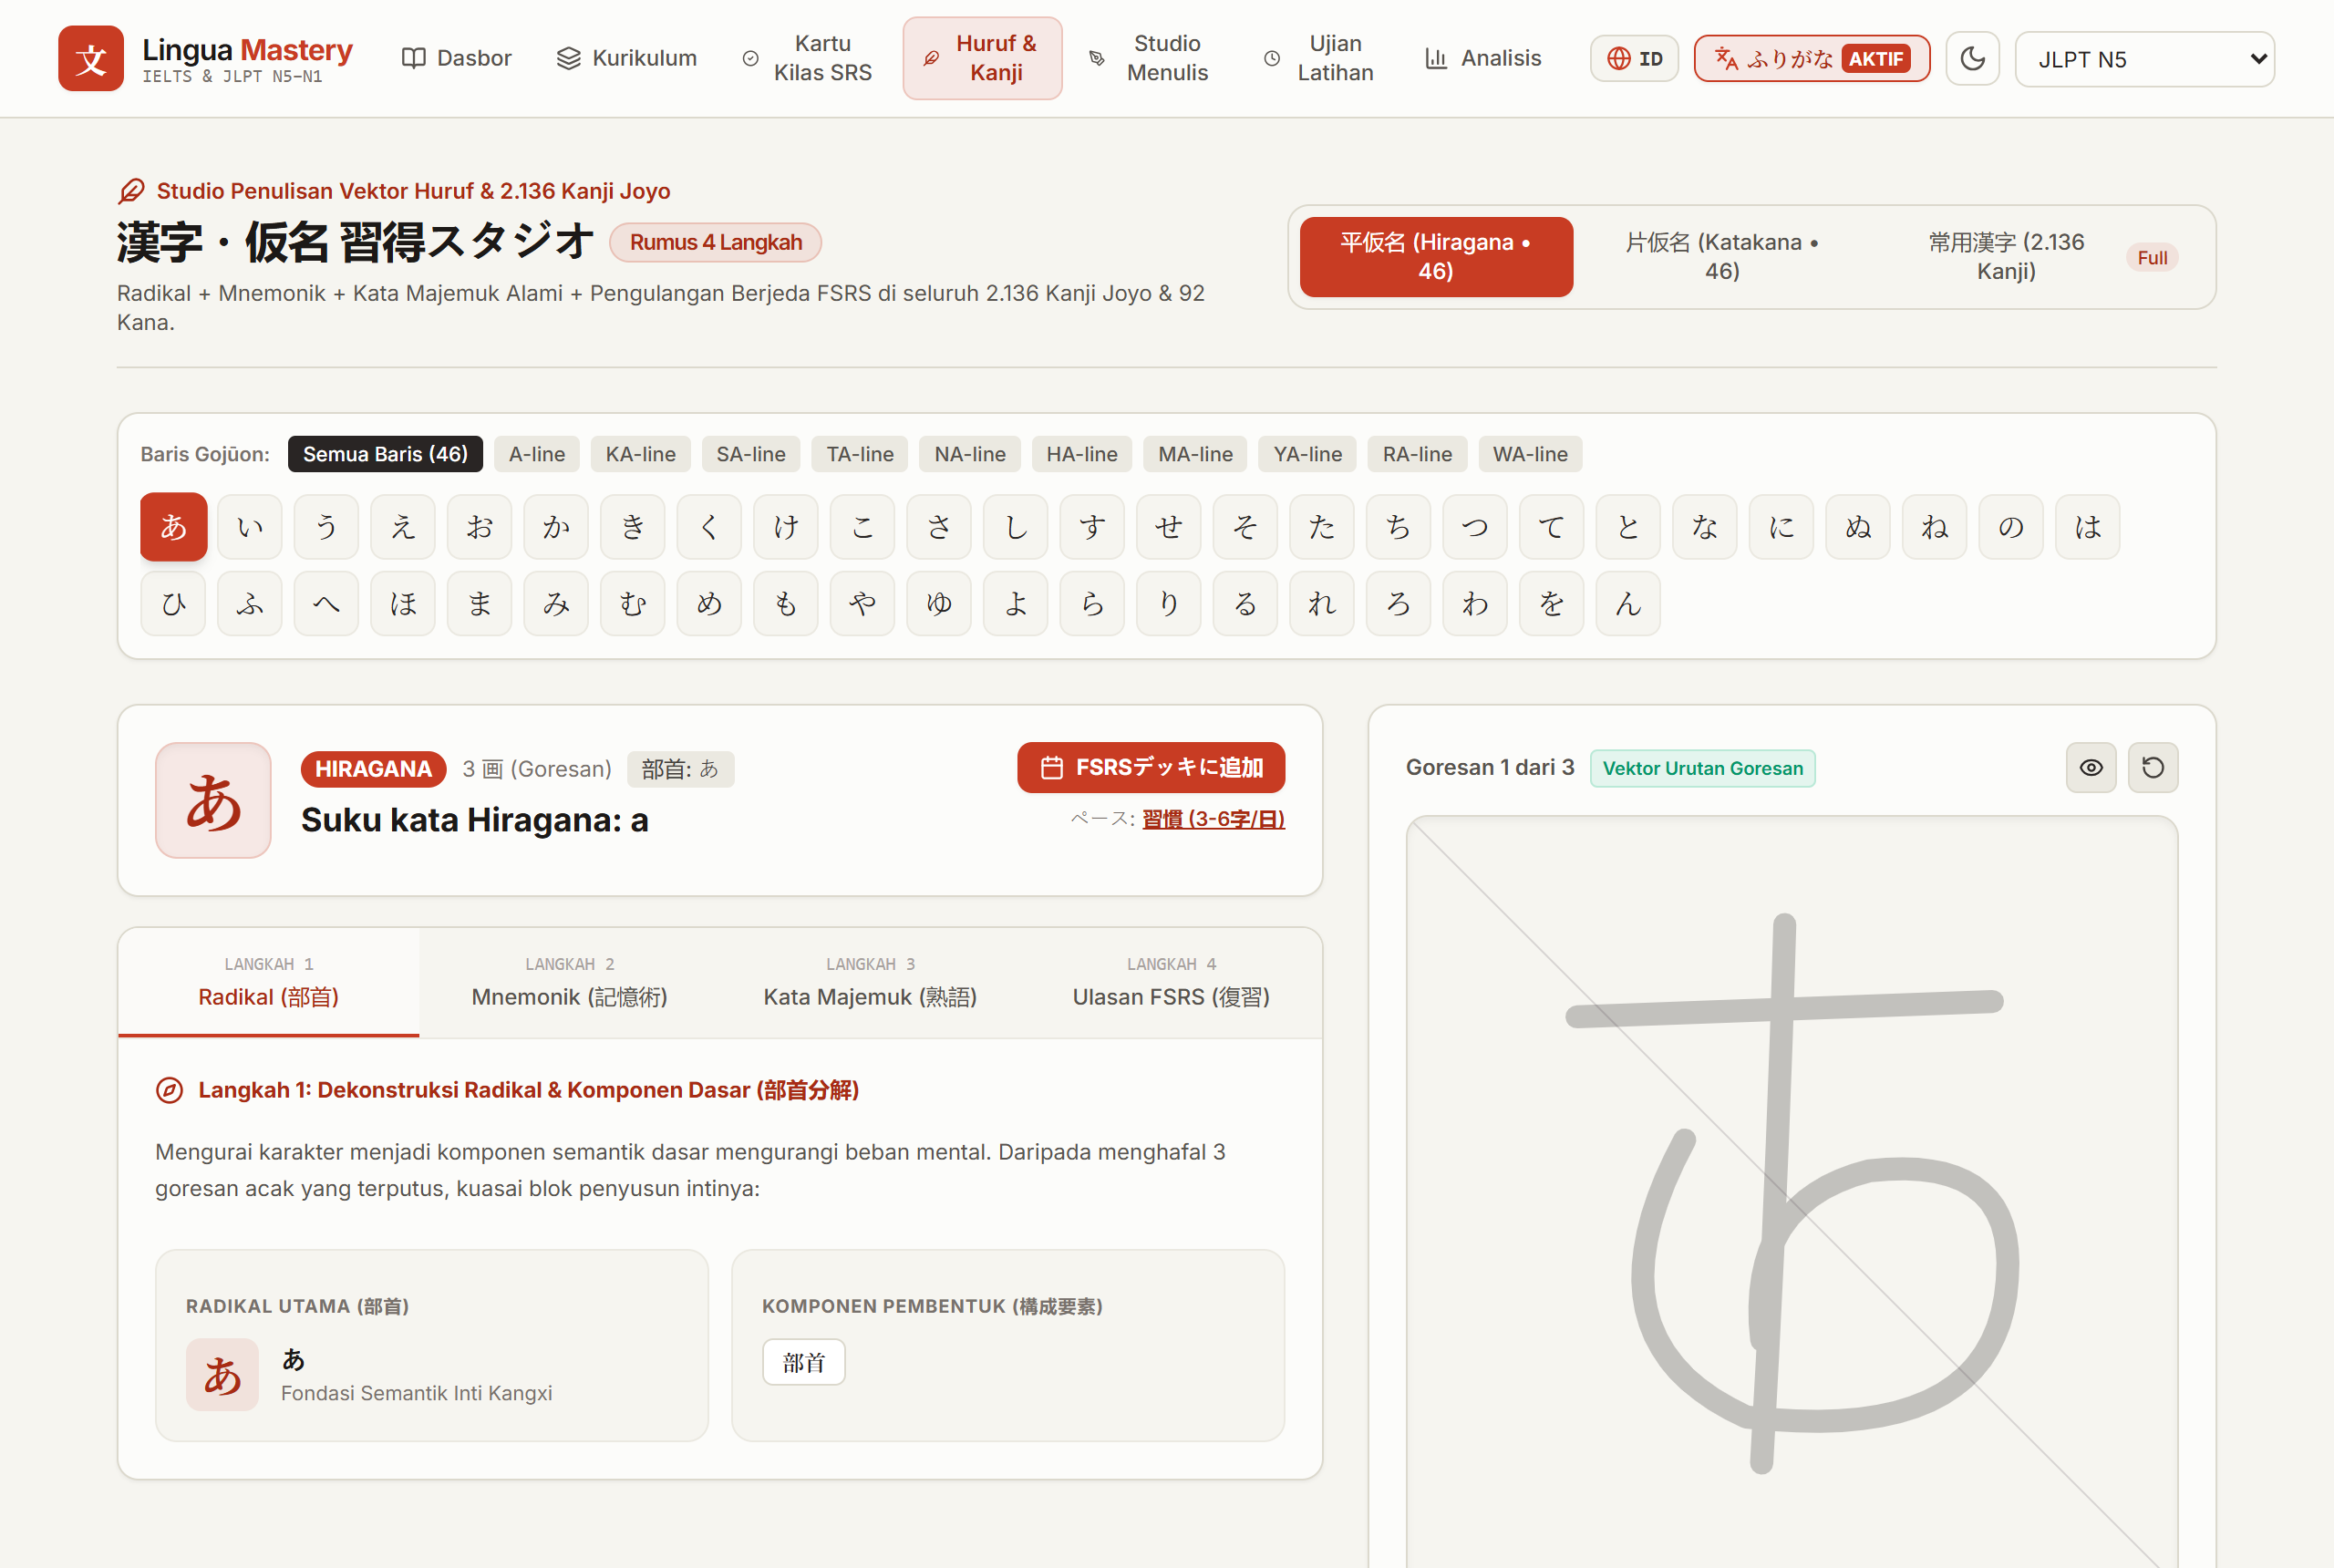 文
Lingua Mastery
IELTS & JLPT N5–N1
Dasbor
Kurikulum
Kartu
Kilas SRS
Huruf &
Kanji
Studio
Menulis
Ujian
Latihan
Analisis
ID
ふりがな AKTIF
JLPT N5
Studio Penulisan Vektor Huruf & 2.136 Kanji Joyo
漢字・仮名 習得スタジオ Rumus 4 Langkah
Radikal + Mnemonik + Kata Majemuk Alami + Pengulangan Berjeda FSRS di seluruh 2.136 Kanji Joyo & 92
Kana.
平仮名 (Hiragana •
46)
片仮名 (Katakana •
46)
常用漢字 (2.136
Kanji)
Full
Baris Gojūon: Semua Baris (46) A-line KA-line SA-line TA-line NA-line HA-line MA-line YA-line RA-line WA-line
あ い う え お か き く け こ さ し す せ そ た ち つ て と な に ぬ ね の は
ひ ふ へ ほ ま み む め も や ゆ よ ら り る れ ろ わ を ん
あ
HIRAGANA 3 画 (Goresan) 部首: あ
Suku kata Hiragana: a
FSRSデッキに追加
ペース: 習慣 (3-6字/日)
LANGKAH 1
Radikal (部首)
LANGKAH 2
Mnemonik (記憶術)
LANGKAH 3
Kata Majemuk (熟語)
LANGKAH 4
Ulasan FSRS (復習)
Langkah 1: Dekonstruksi Radikal & Komponen Dasar (部首分解)
Mengurai karakter menjadi komponen semantik dasar mengurangi beban mental. Daripada menghafal 3
goresan acak yang terputus, kuasai blok penyusun intinya:
RADIKAL UTAMA (部首)
あ
あ
Fondasi Semantik Inti Kangxi
KOMPONEN PEMBENTUK (構成要素)
部首
Goresan 1 dari 3 Vektor Urutan Goresan
あ